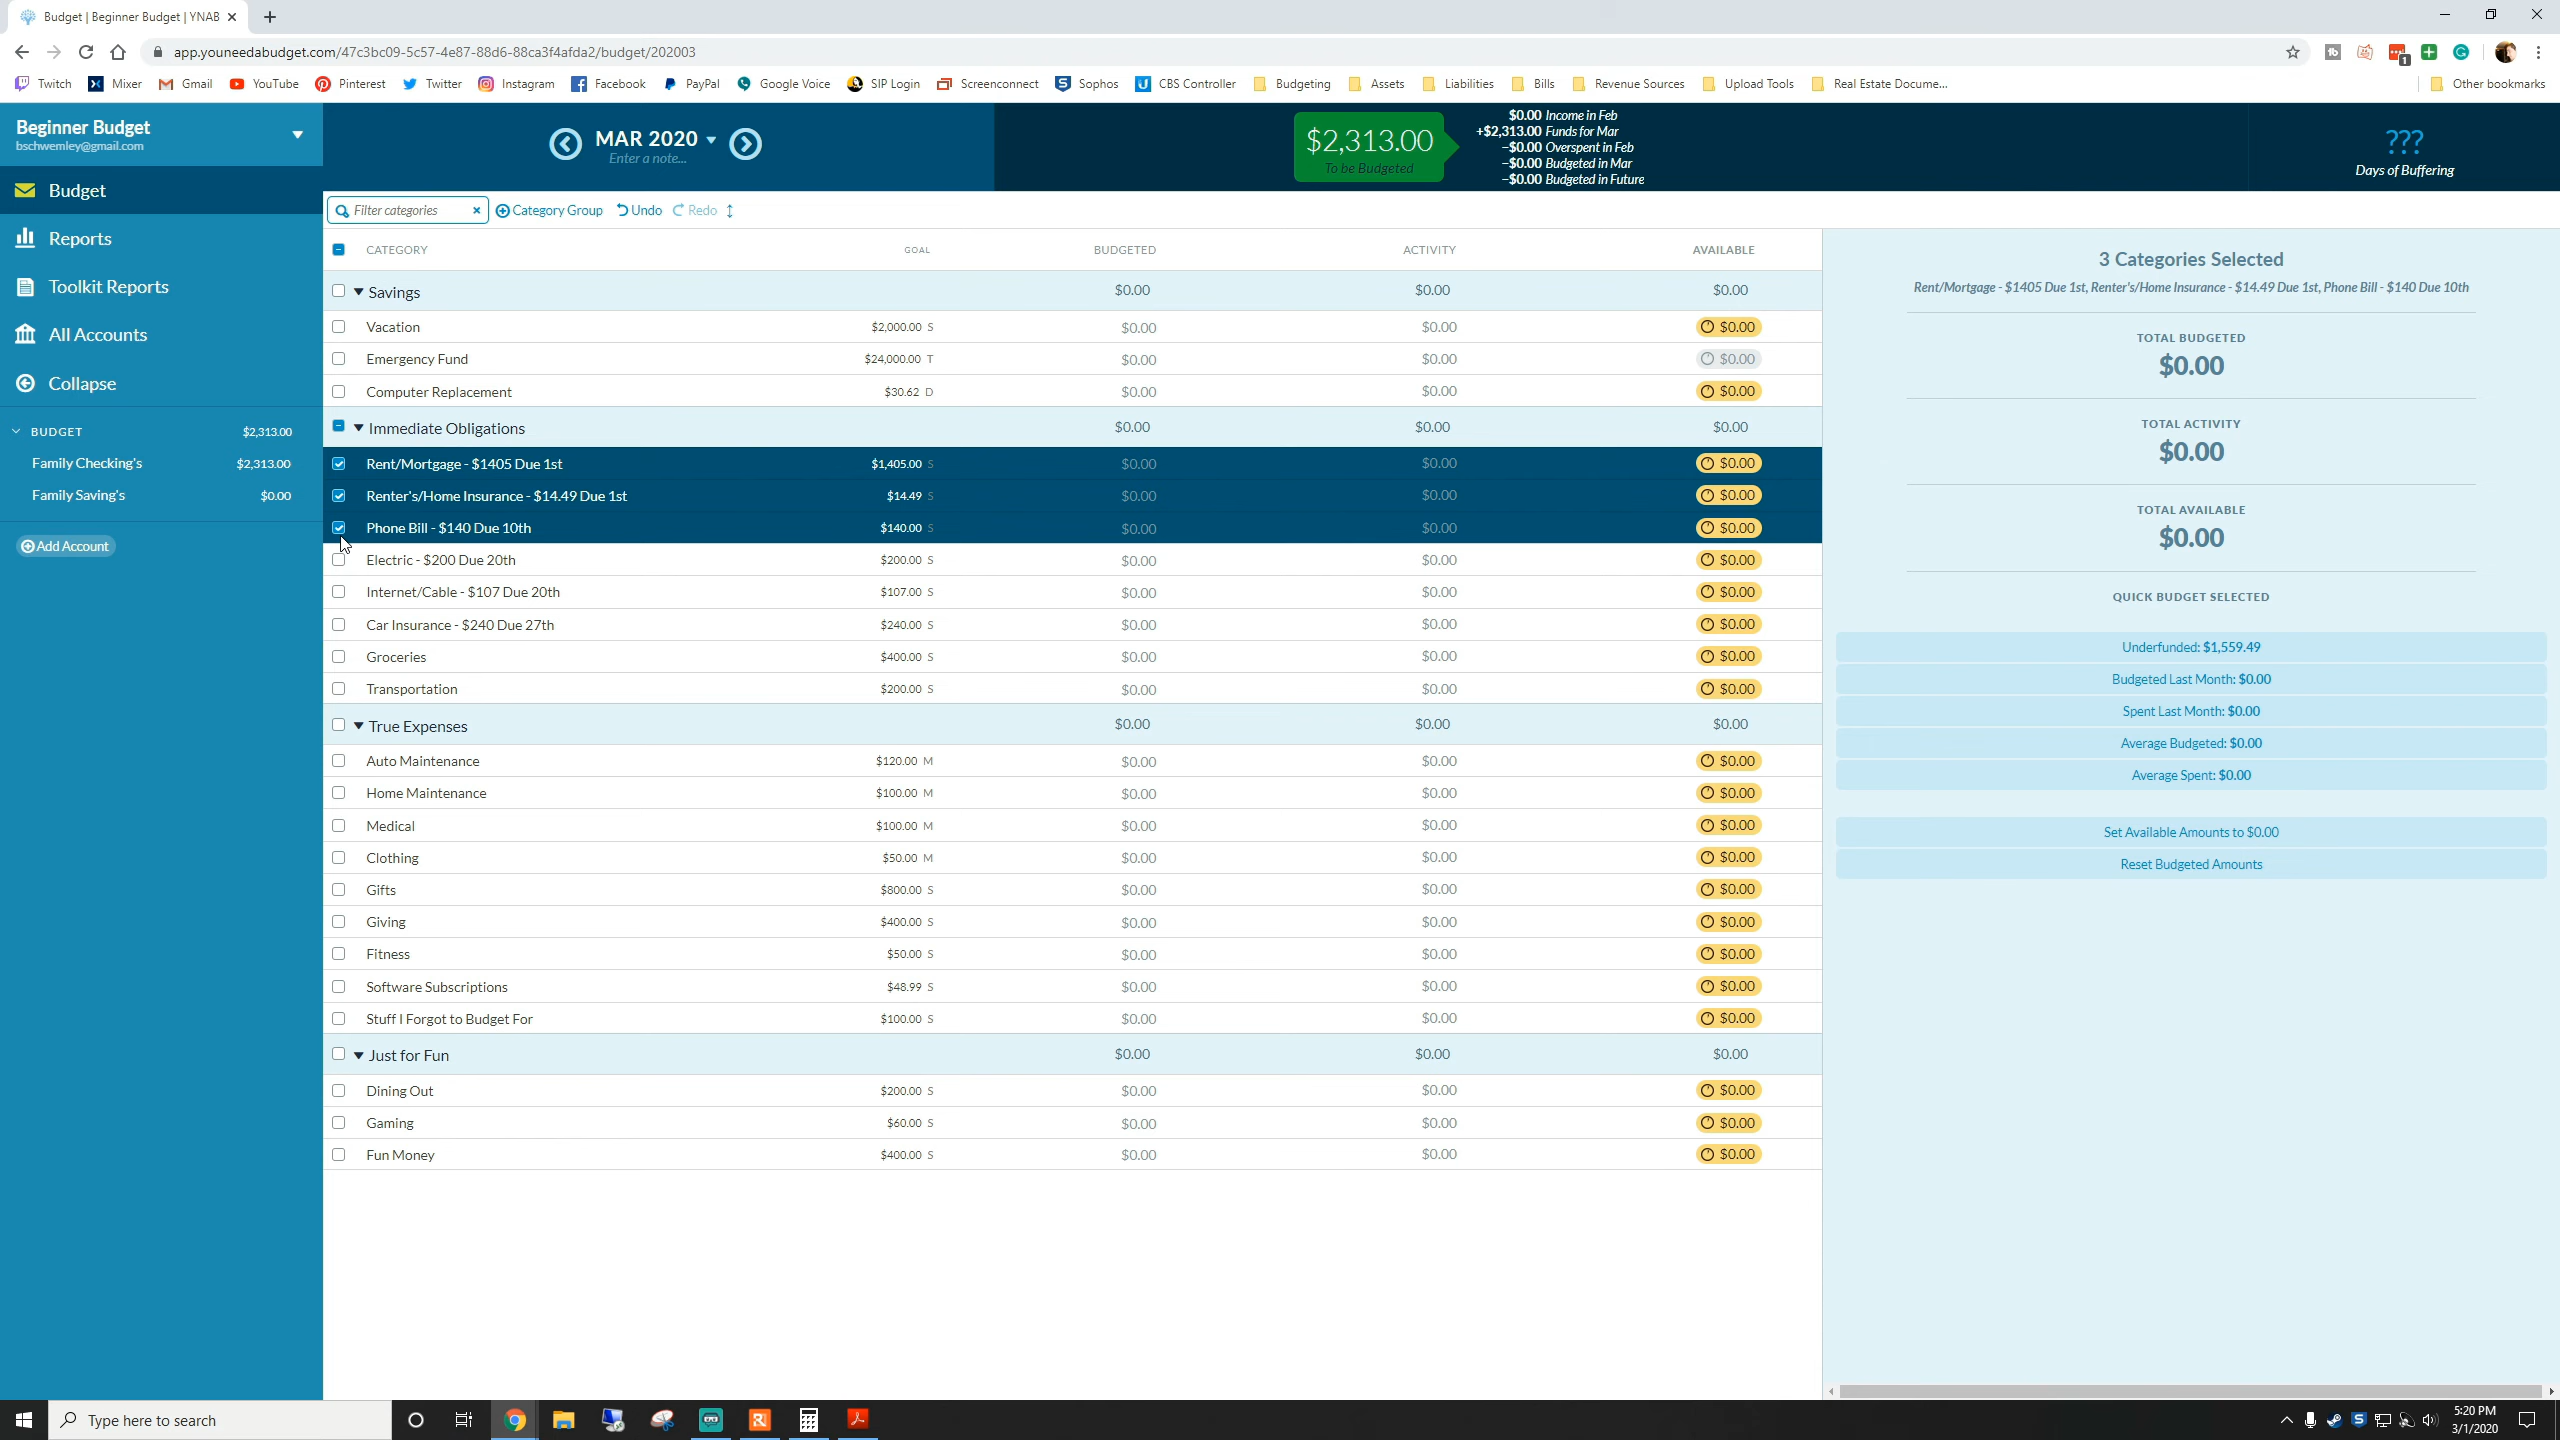 Budget | Beginner Budget | YNAB
app.youneedabudget.com/47c3bc09-5c57-4e87-88d6-88ca3f4afda2/budget/202003
Twitch Mixer Gmail YouTube Pinterest Twitter Instagram Facebook PayPal Google Voice SIP Login Screenconnect Sophos CBS Controller Budgeting Assets Liabilities Bills Revenue Sources Upload Tools Real Estate Docume... Other bookmarks
Beginner Budget
bschwemley@gmail.com
Budget
Reports
Toolkit Reports
All Accounts
Collapse
BUDGET $2,313.00
Family Checking's $2,313.00
Family Saving's $0.00
Add Account
MAR 2020
Enter a note...
$2,313.00
To be Budgeted
$0.00 Income in Feb
+$2,313.00 Funds for Mar
-$0.00 Overspent in Feb
-$0.00 Budgeted in Mar
-$0.00 Budgeted in Future
???
Days of Buffering
Filter categories Category Group Undo Redo
CATEGORY GOAL BUDGETED ACTIVITY AVAILABLE
Savings $0.00 $0.00 $0.00
Vacation $2,000.00 S $0.00 $0.00 $0.00
Emergency Fund $24,000.00 T $0.00 $0.00 $0.00
Computer Replacement $30.62 D $0.00 $0.00 $0.00
Immediate Obligations $0.00 $0.00 $0.00
Rent/Mortgage - $1405 Due 1st $1,405.00 S $0.00 $0.00 $0.00
Renter's/Home Insurance - $14.49 Due 1st $14.49 S $0.00 $0.00 $0.00
Phone Bill - $140 Due 10th $140.00 S $0.00 $0.00 $0.00
Electric - $200 Due 20th $200.00 S $0.00 $0.00 $0.00
Internet/Cable - $107 Due 20th $107.00 S $0.00 $0.00 $0.00
Car Insurance - $240 Due 27th $240.00 S $0.00 $0.00 $0.00
Groceries $400.00 S $0.00 $0.00 $0.00
Transportation $200.00 S $0.00 $0.00 $0.00
True Expenses $0.00 $0.00 $0.00
Auto Maintenance $120.00 M $0.00 $0.00 $0.00
Home Maintenance $100.00 M $0.00 $0.00 $0.00
Medical $100.00 M $0.00 $0.00 $0.00
Clothing $50.00 M $0.00 $0.00 $0.00
Gifts $800.00 S $0.00 $0.00 $0.00
Giving $400.00 S $0.00 $0.00 $0.00
Fitness $50.00 S $0.00 $0.00 $0.00
Software Subscriptions $48.99 S $0.00 $0.00 $0.00
Stuff I Forgot to Budget For $100.00 S $0.00 $0.00 $0.00
Just for Fun $0.00 $0.00 $0.00
Dining Out $200.00 S $0.00 $0.00 $0.00
Gaming $60.00 S $0.00 $0.00 $0.00
Fun Money $400.00 S $0.00 $0.00 $0.00
3 Categories Selected
Rent/Mortgage - $1405 Due 1st, Renter's/Home Insurance - $14.49 Due 1st, Phone Bill - $140 Due 10th
TOTAL BUDGETED
$0.00
TOTAL ACTIVITY
$0.00
TOTAL AVAILABLE
$0.00
QUICK BUDGET SELECTED
Underfunded: $1,559.49
Budgeted Last Month: $0.00
Spent Last Month: $0.00
Average Budgeted: $0.00
Average Spent: $0.00
Set Available Amounts to $0.00
Reset Budgeted Amounts
Type here to search
5:20 PM
3/1/2020